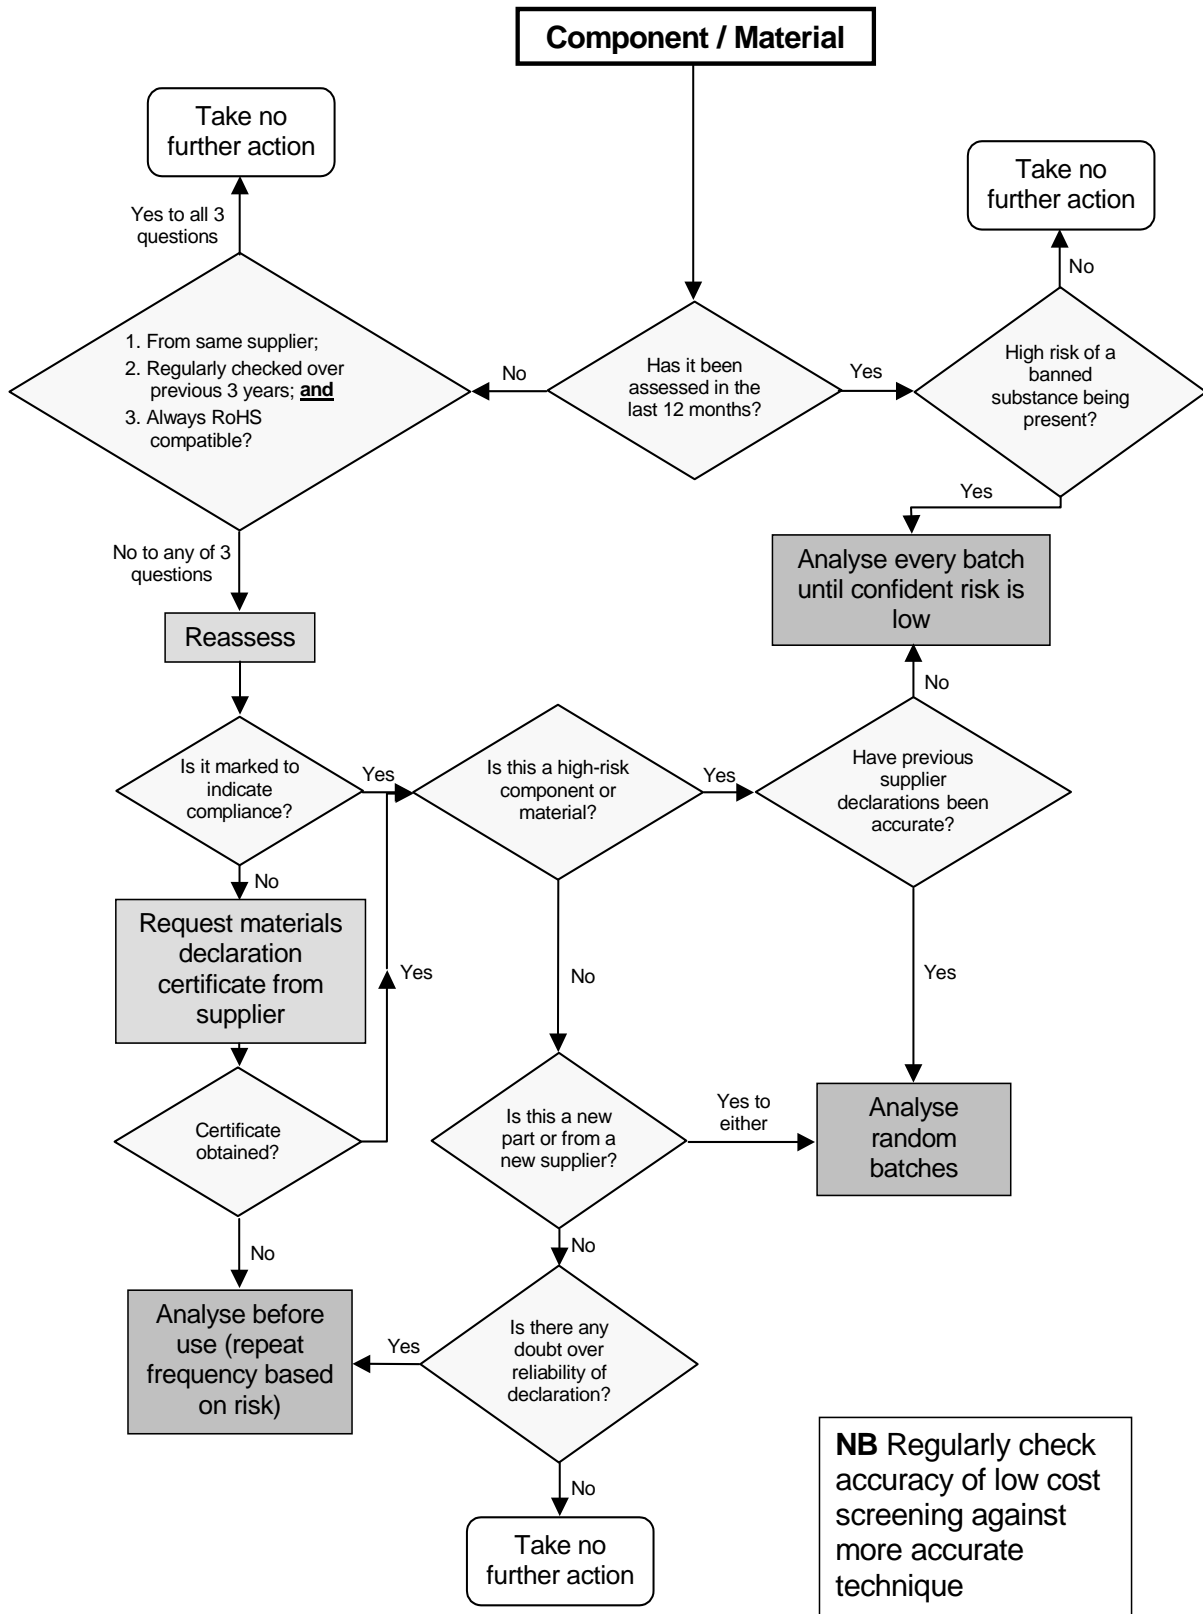 Component / Material
Take no
further action
Take no
further action
Yes to all 3
questions
No
1. From same supplier;
2. Regularly checked over
previous 3 years; and
3. Always RoHS
compatible?
No
Has it been
assessed in the
last 12 months?
Yes
High risk of a
banned
substance being
present?
Yes
No to any of 3
questions
Analyse every batch
until confident risk is
low
Reassess
No
Is it marked to
indicate
compliance?
Yes
Is this a high-risk
component or
material?
Yes
Have previous
supplier
declarations been
accurate?
No
Request materials
declaration
certificate from
supplier
Yes
No
Yes
Certificate
obtained?
Is this a new
part or from a
new supplier?
Yes to
either
Analyse
random
batches
No
No
Analyse before
use (repeat
frequency based
on risk)
Yes
Is there any
doubt over
reliability of
declaration?
No
Take no
further action
NB Regularly check
accuracy of low cost
screening against
more accurate
technique